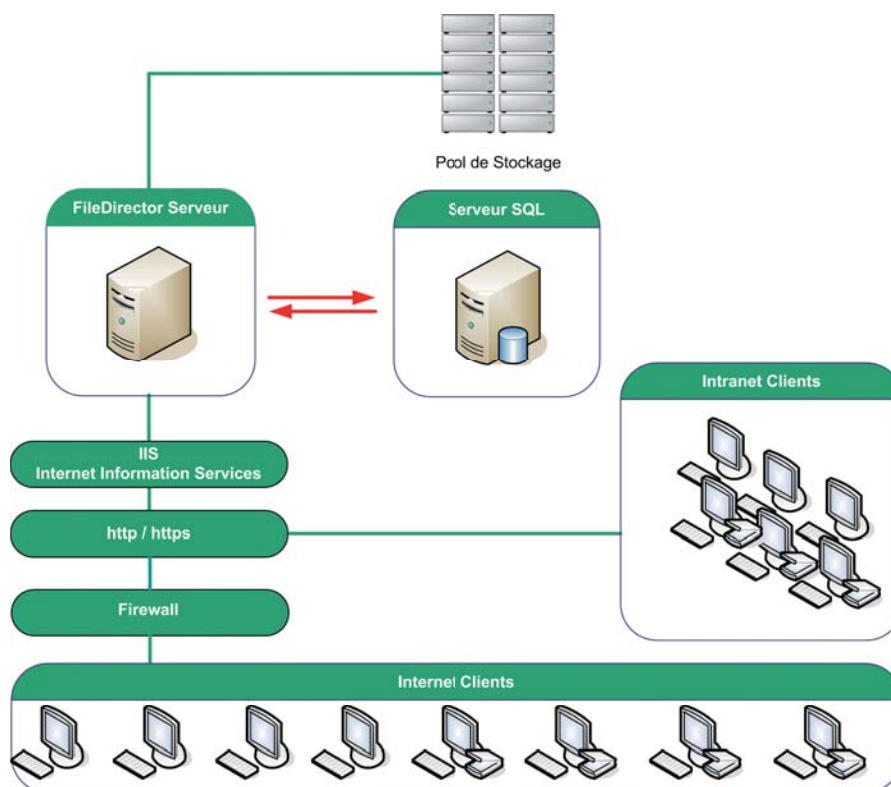 Pool de Stockage
FileDirector Serveur
Serveur SQL
Intranet Clients
IIS
Internet Information Services
http / https
Firewall
Internet Clients